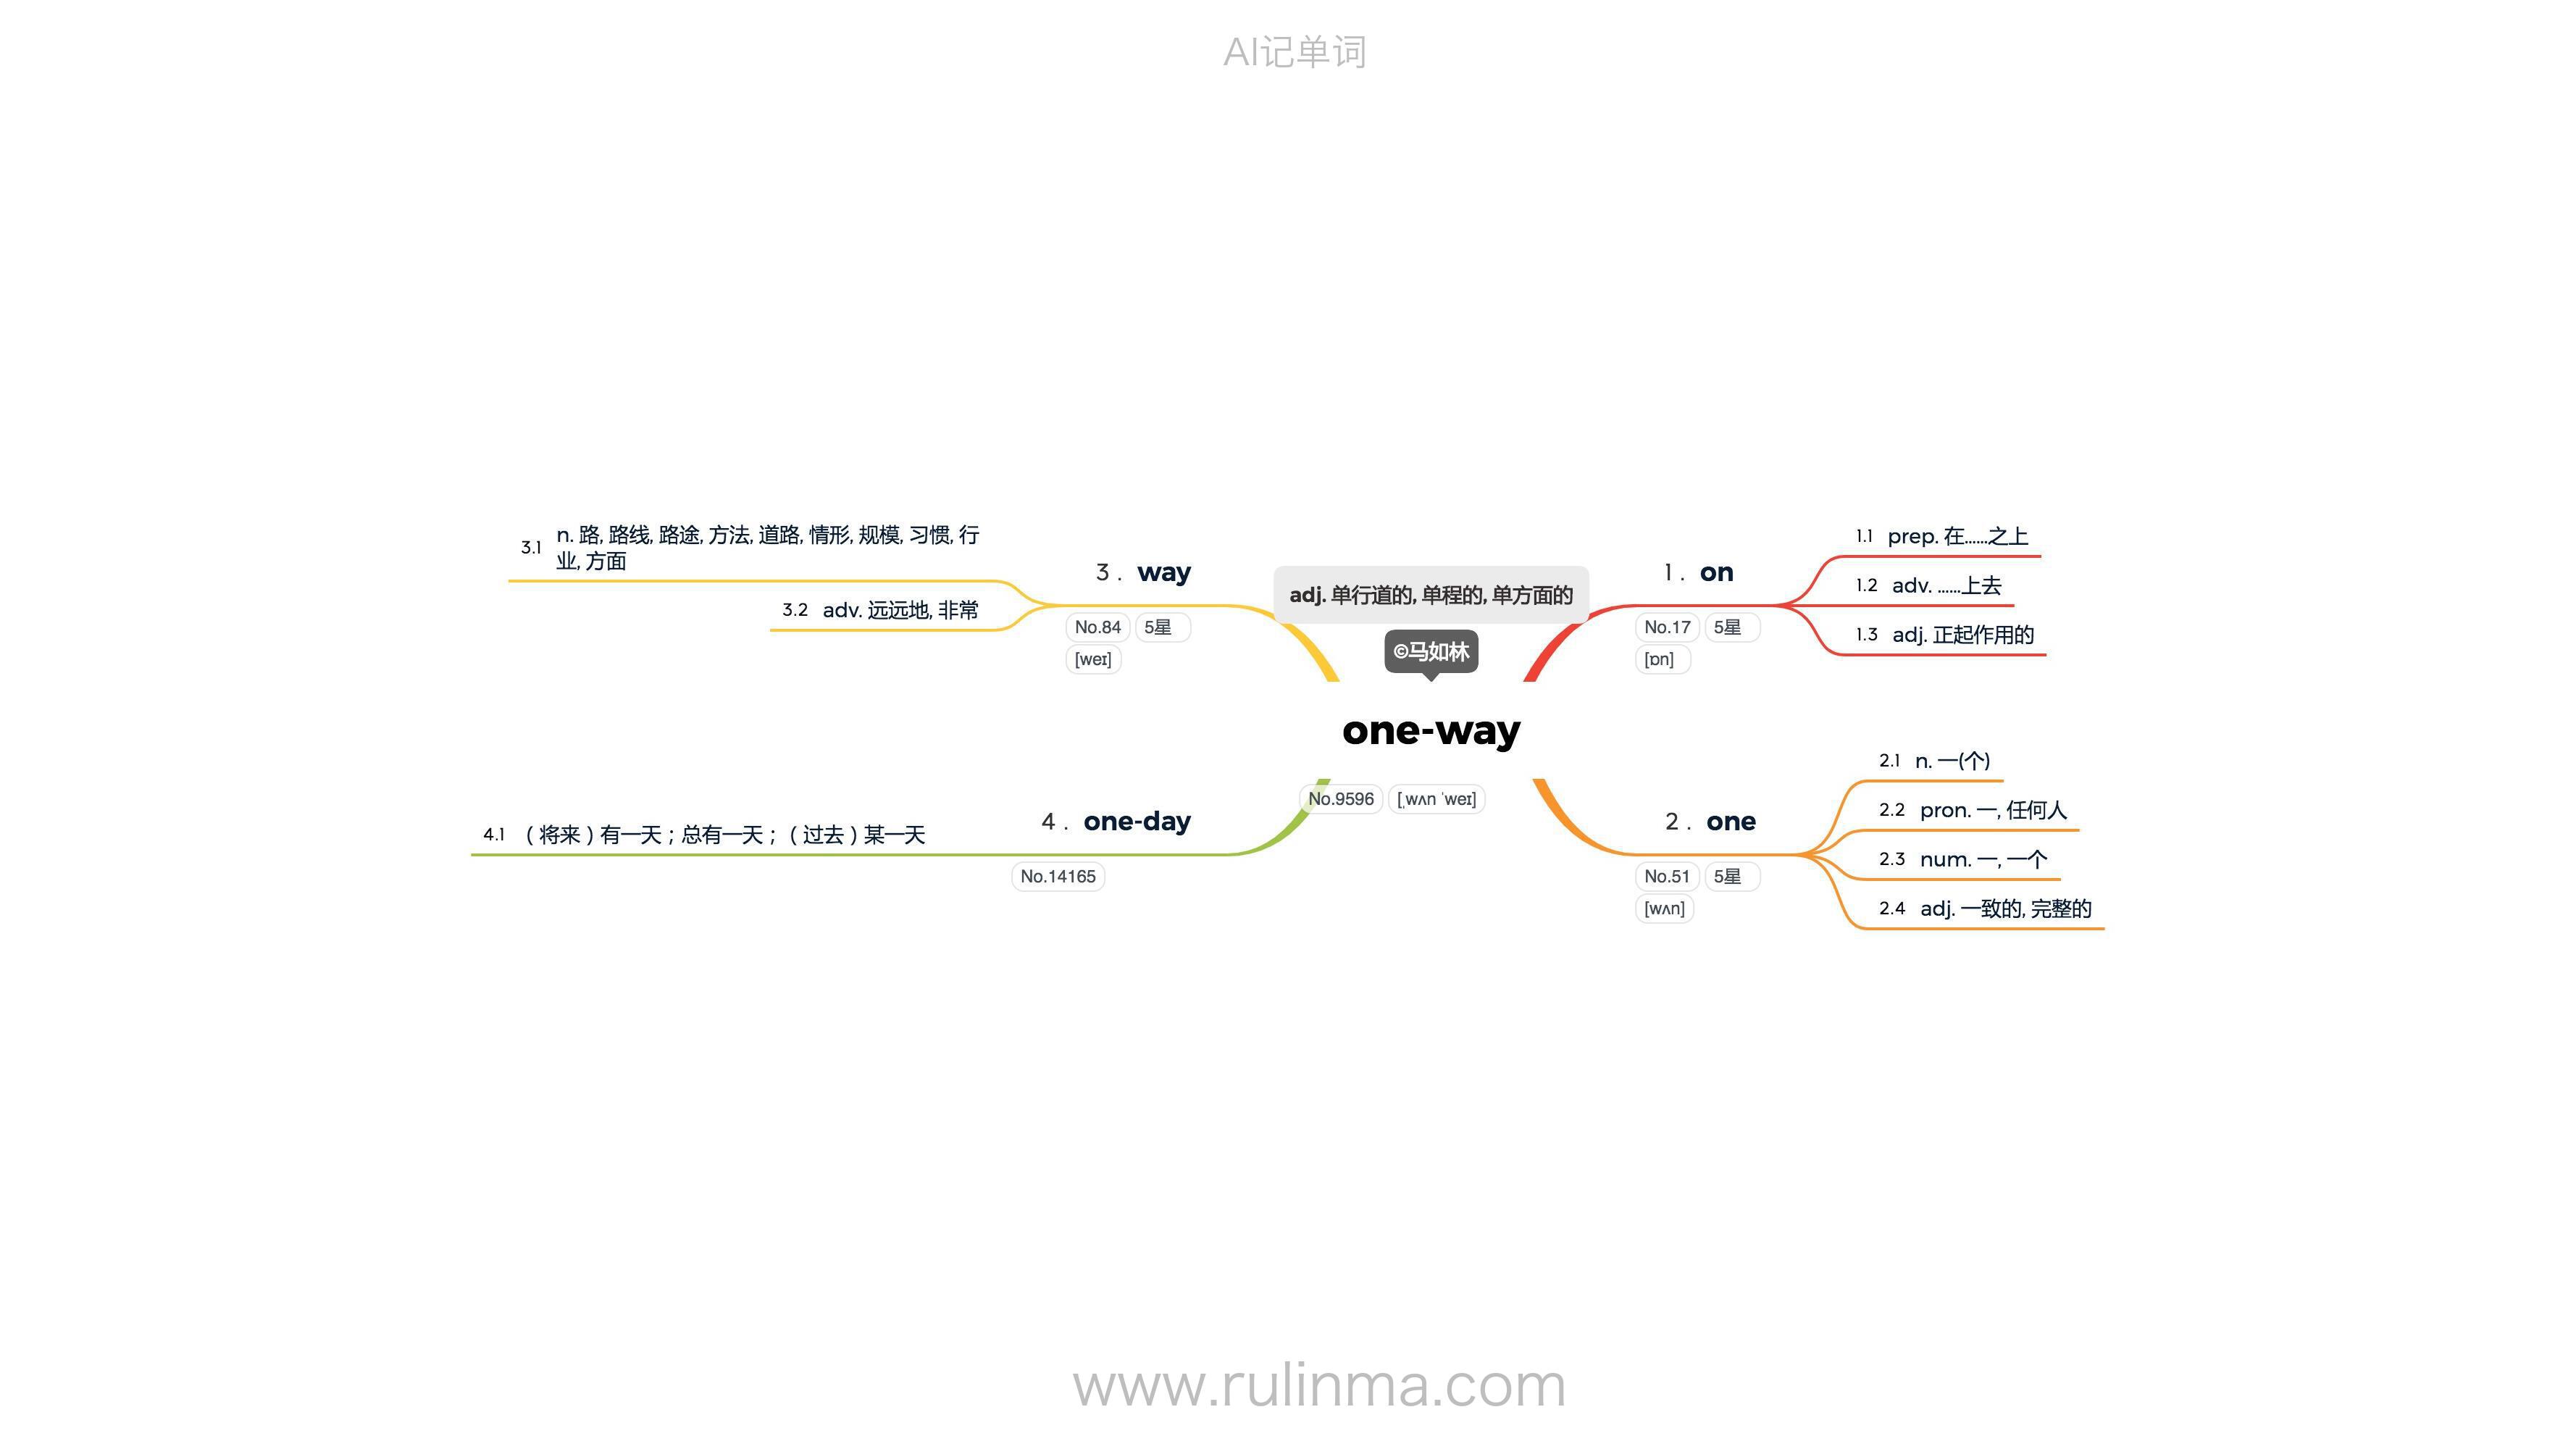 AI记单词
adj. 单行道的, 单程的, 单方面的
©马如林
one-way
No.9596 [ˌwʌn ˈweɪ]
1 . on
No.17 5星
[ɒn]
1.1 prep. 在......之上
1.2 adv. ......上去
1.3 adj. 正起作用的
2 . one
No.51 5星
[wʌn]
2.1 n. 一(个)
2.2 pron. 一, 任何人
2.3 num. 一, 一个
2.4 adj. 一致的, 完整的
3 . way
No.84 5星
[weɪ]
3.1 n. 路, 路线, 路途, 方法, 道路, 情形, 规模, 习惯, 行
业, 方面
3.2 adv. 远远地, 非常
4 . one-day
No.14165
4.1 （将来）有一天；总有一天；（过去）某一天
www.rulinma.com